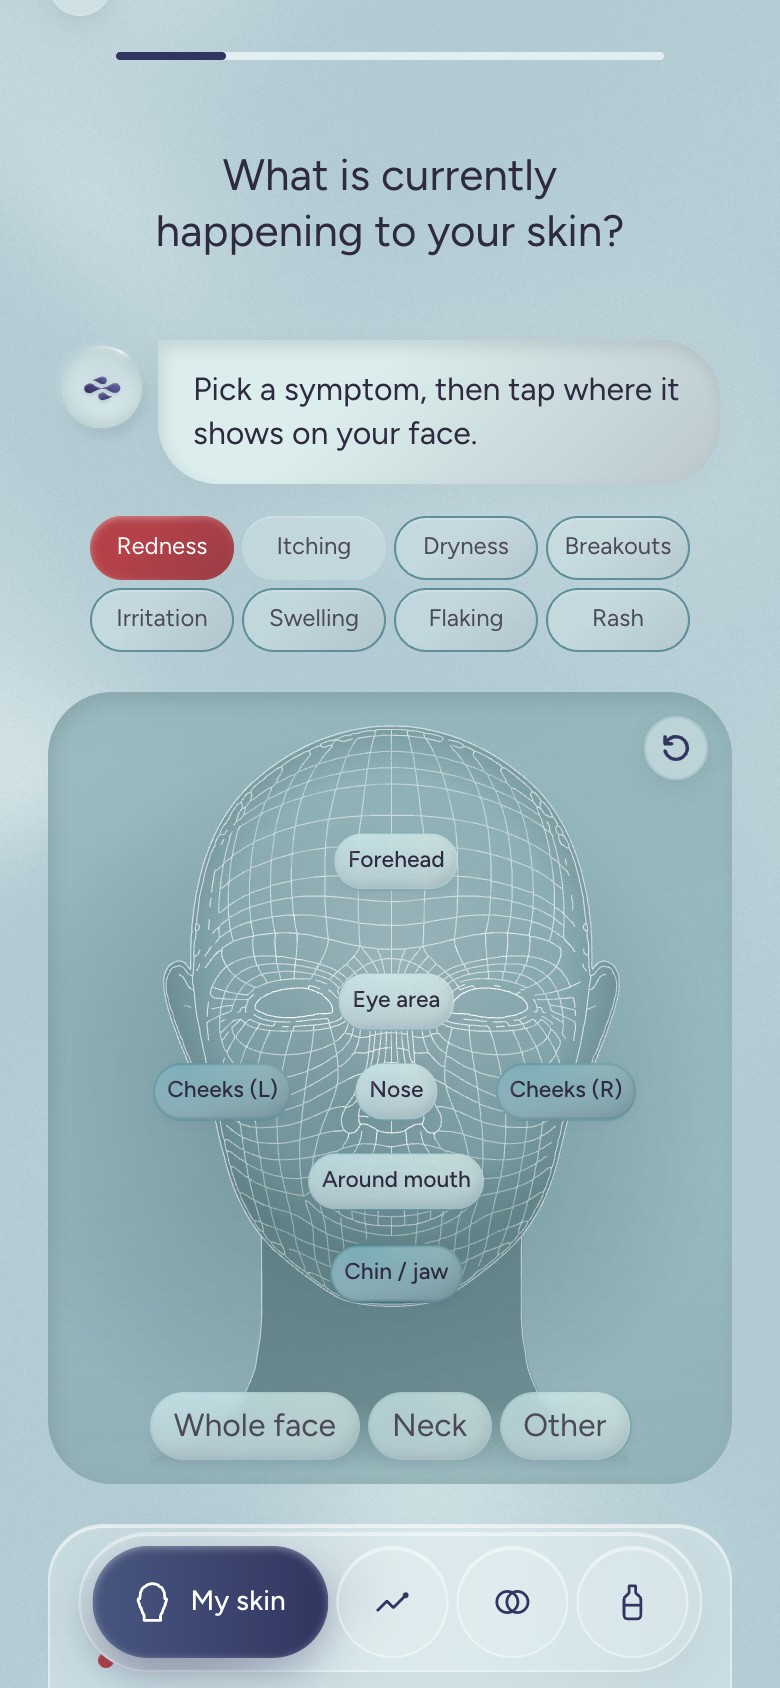 What is currently
happening to your skin?
Pick a symptom, then tap where it
shows on your face.
Redness Itching Dryness Breakouts
Irritation Swelling Flaking Rash
Forehead
Eye area
Cheeks (L) Nose Cheeks (R)
Around mouth
Chin / jaw
Whole face Neck Other
My skin